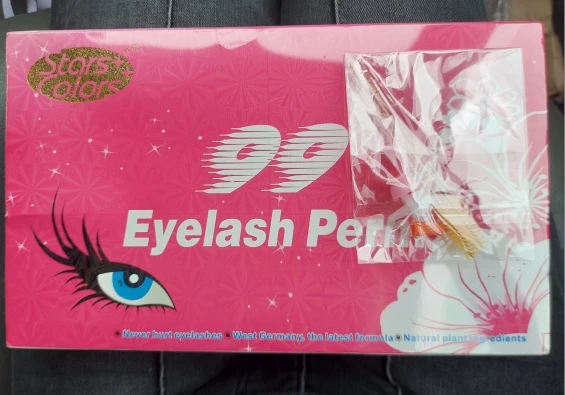 Stars Colors
99
Eyelash Perm
Never hurt eyelashes • West Germany, the latest formula • Natural plant ingredients